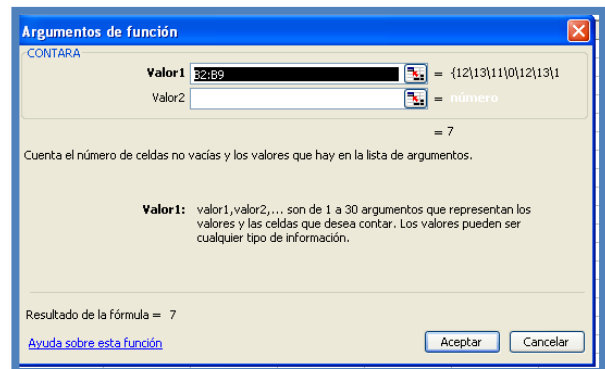 Argumentos de función
CONTARA
Valor1 B2:B9 = {12\13\11\0\12\13\1
Valor2 = número
= 7
Cuenta el número de celdas no vacías y los valores que hay en la lista de argumentos.
Valor1: valor1,valor2,... son de 1 a 30 argumentos que representan los
valores y las celdas que desea contar. Los valores pueden ser
cualquier tipo de información.
Resultado de la fórmula = 7
Ayuda sobre esta función
Aceptar Cancelar